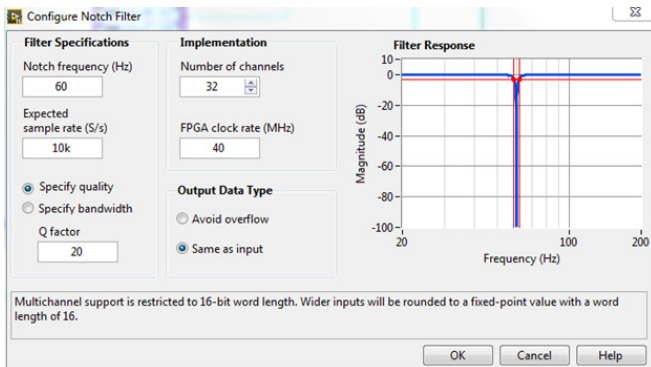 Configure Notch Filter
Filter Specifications
Notch frequency (Hz)
60
Expected
sample rate (S/s)
10k
Specify quality
Specify bandwidth
Q factor
20
Implementation
Number of channels
32
FPGA clock rate (MHz)
40
Output Data Type
Avoid overflow
Same as input
Filter Response
Magnitude (dB)
10
0
-20
-40
-60
-80
-100
20
100
200
Frequency (Hz)
Multichannel support is restricted to 16-bit word length. Wider inputs will be rounded to a fixed-point value with a word
length of 16.
OK
Cancel
Help